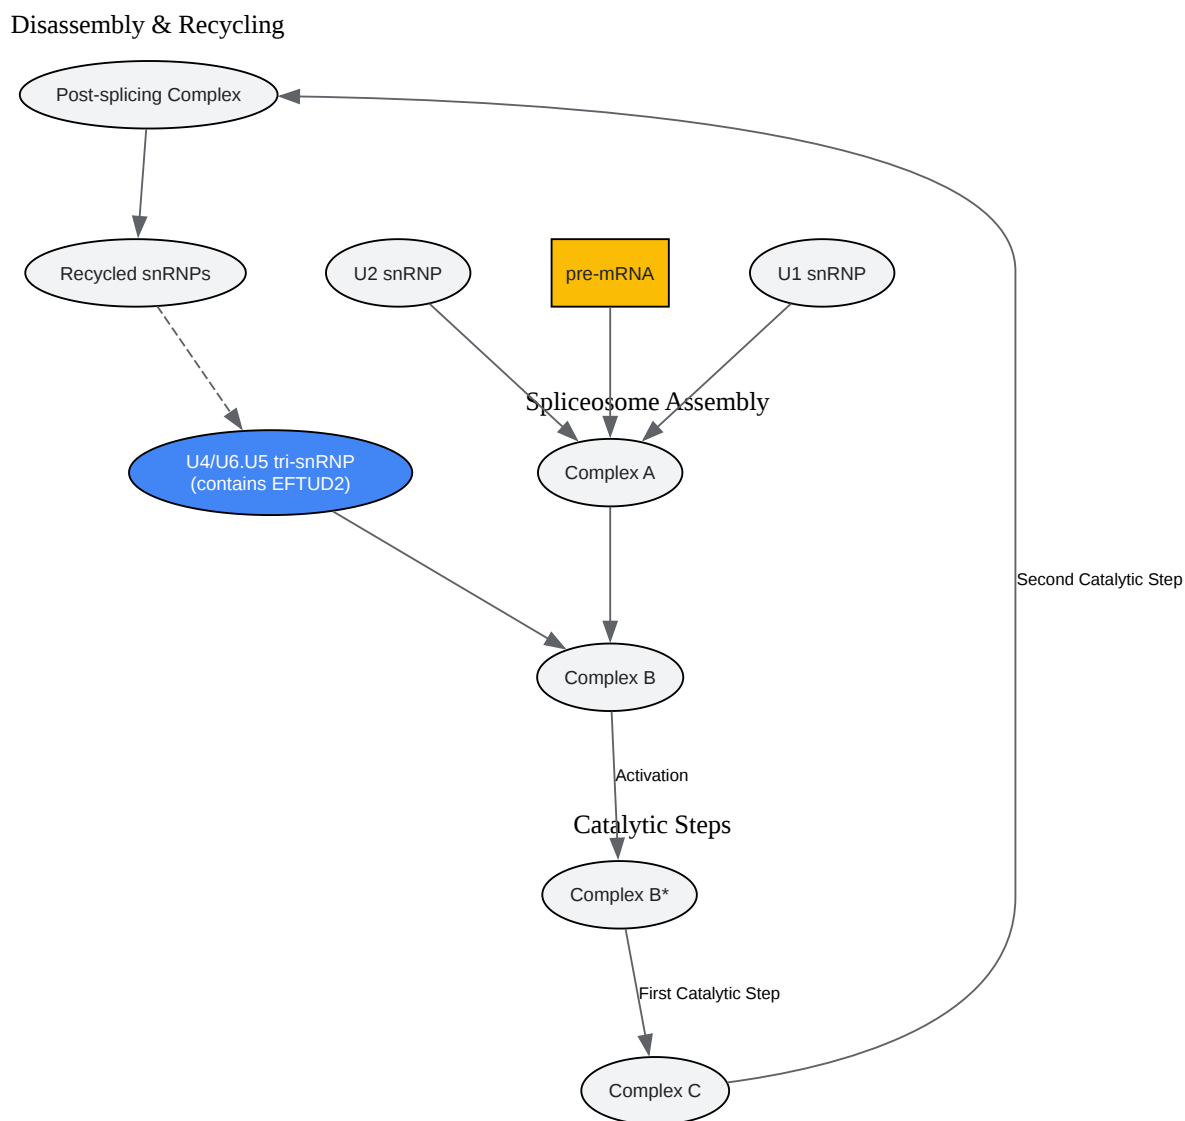 Disassembly & Recycling
Post-splicing Complex
Recycled snRNPs
U2 snRNP
pre-mRNA
U1 snRNP
Spliceosome Assembly
U4/U6.U5 tri-snRNP
(contains EFTUD2)
Complex A
Second Catalytic Step
Complex B
Activation
Catalytic Steps
Complex B*
First Catalytic Step
Complex C